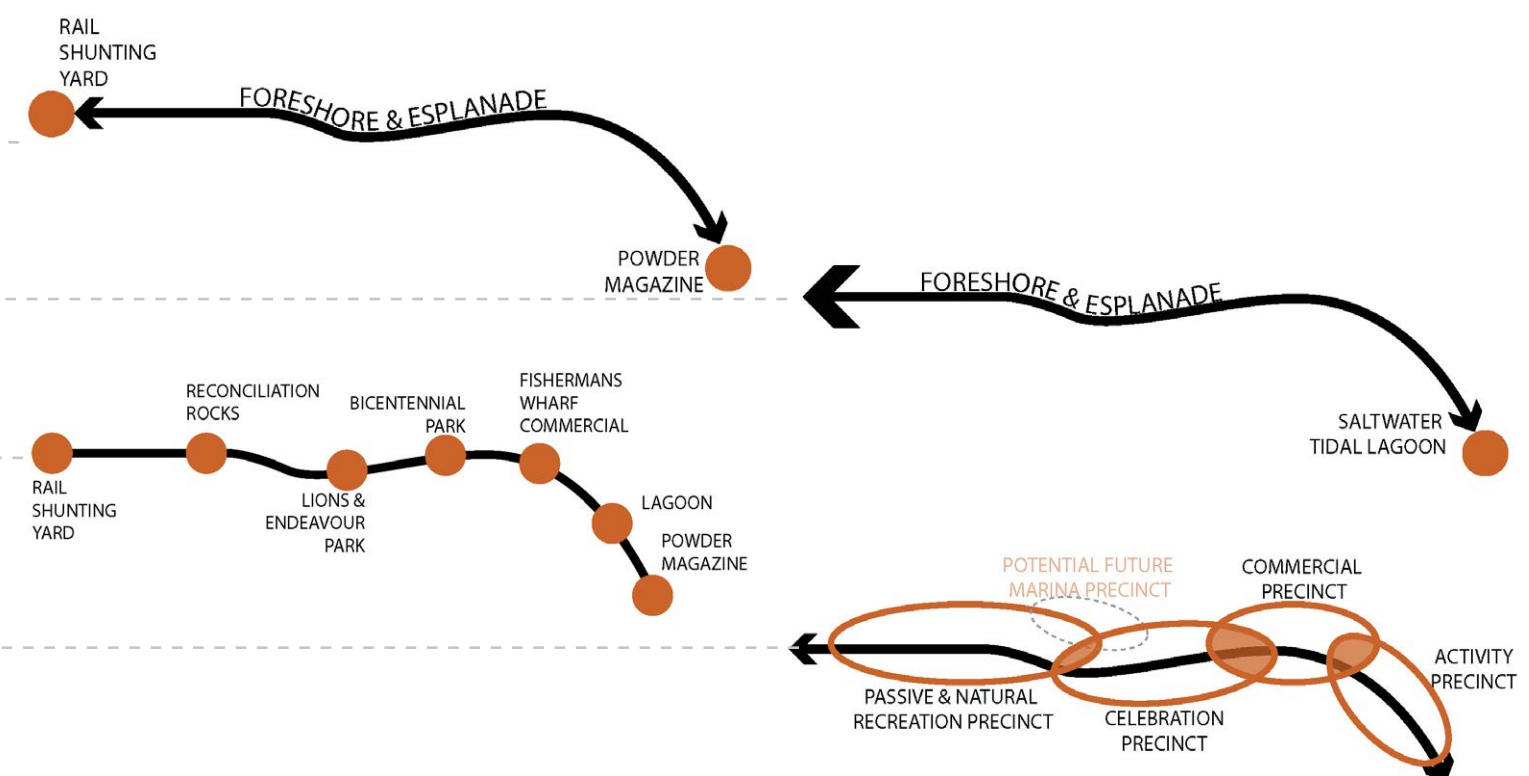 RAIL
SHUNTING
YARD
FORESHORE & ESPLANADE
POWDER
MAGAZINE
FORESHORE & ESPLANADE
SALTWATER
TIDAL LAGOON
RAIL
SHUNTING
YARD
RECONCILIATION
ROCKS
LIONS &
ENDEAVOUR
PARK
BICENTENNIAL
PARK
FISHERMANS
WHARF
COMMERCIAL
LAGOON
POWDER
MAGAZINE
POTENTIAL FUTURE
MARINA PRECINCT
COMMERCIAL
PRECINCT
ACTIVITY
PRECINCT
PASSIVE & NATURAL
RECREATION PRECINCT
CELEBRATION
PRECINCT